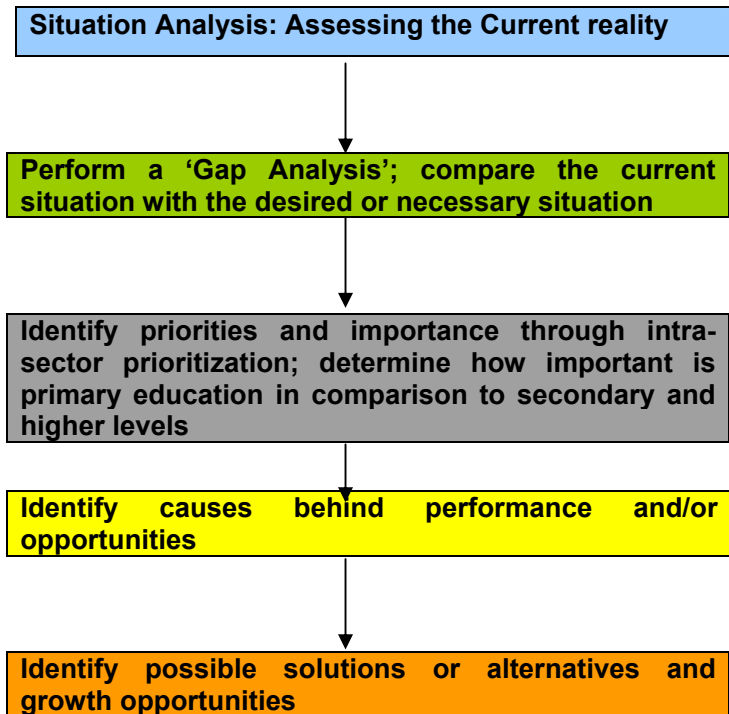 Situation Analysis: Assessing the Current reality
Perform a ‘Gap Analysis’; compare the current
situation with the desired or necessary situation
Identify priorities and importance through intra-
sector prioritization; determine how important is
primary education in comparison to secondary and
higher levels
Identify causes behind performance and/or
opportunities
Identify possible solutions or alternatives and
growth opportunities